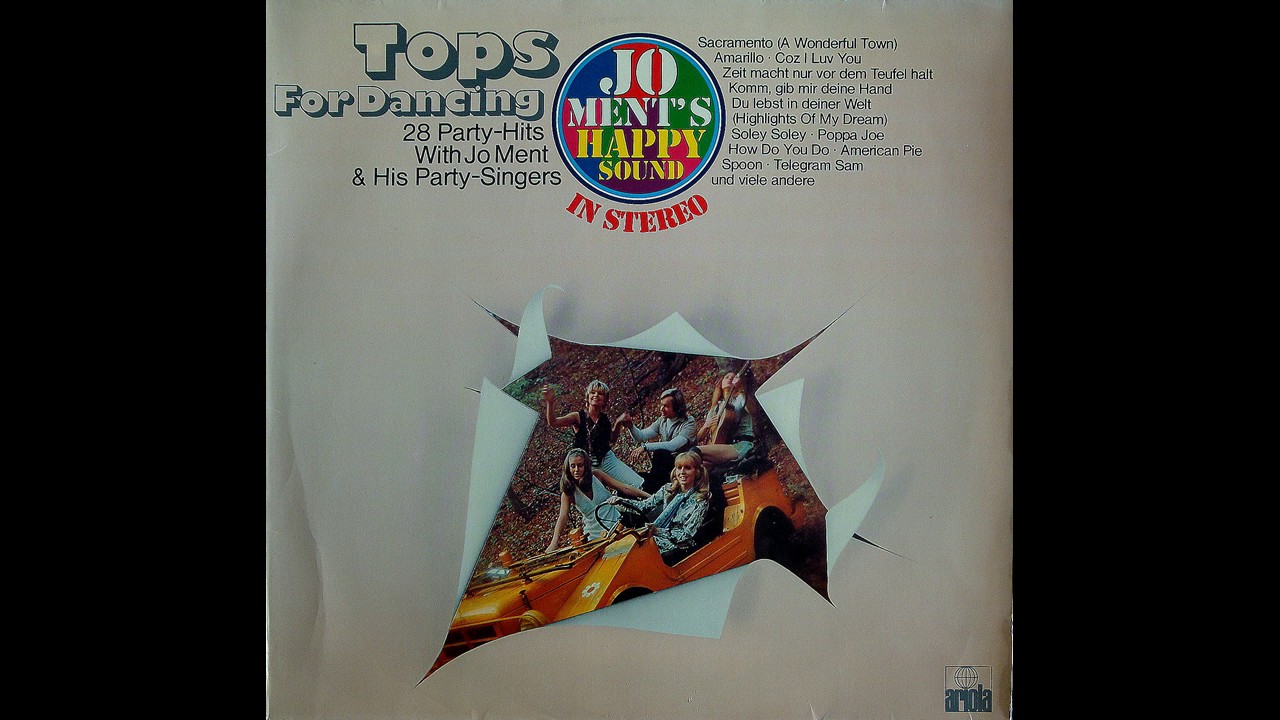 Tops
For Dancing
28 Party-Hits
With Jo Ment
& His Party-Singers
JO
MENT'S
HAPPY
SOUND
IN STEREO
Sacramento (A Wonderful Town)
Amarillo · Coz I Luv You
Zeit macht nur vor dem Teufel halt
Komm, gib mir deine Hand
Du lebst in deiner Welt
(Highlights Of My Dream)
Soley Soley · Poppa Joe
How Do You Do · American Pie
Spoon · Telegram Sam
und viele andere
ariola